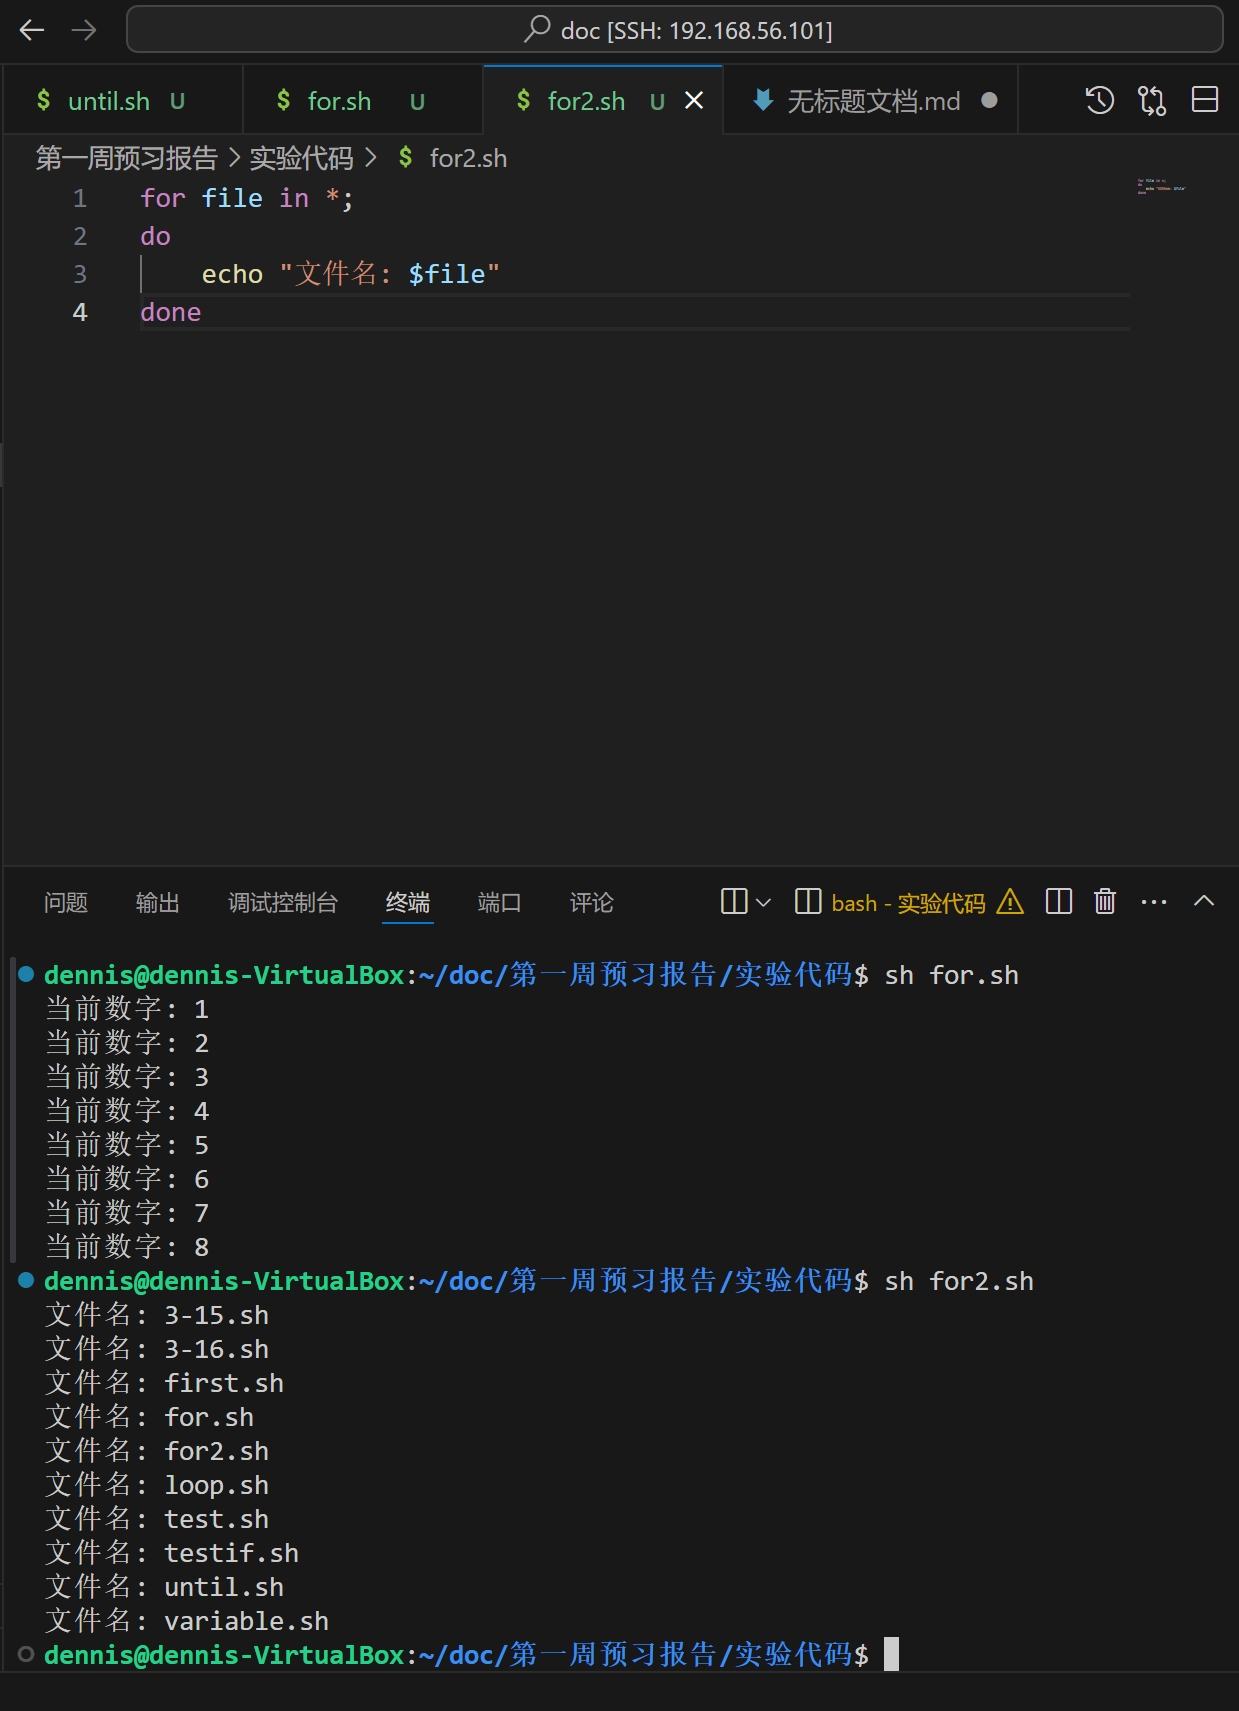 doc [SSH: 192.168.56.101]
$ until.sh U $ for.sh U $ for2.sh U 无标题文档.md
第一周预习报告 > 实验代码 > $ for2.sh
1 for file in *;
2 do
3 echo "文件名: $file"
4 done
问题 输出 调试控制台 终端 端口 评论 bash - 实验代码
dennis@dennis-VirtualBox:~/doc/第一周预习报告/实验代码$ sh for.sh
当前数字: 1
当前数字: 2
当前数字: 3
当前数字: 4
当前数字: 5
当前数字: 6
当前数字: 7
当前数字: 8
dennis@dennis-VirtualBox:~/doc/第一周预习报告/实验代码$ sh for2.sh
文件名: 3-15.sh
文件名: 3-16.sh
文件名: first.sh
文件名: for.sh
文件名: for2.sh
文件名: loop.sh
文件名: test.sh
文件名: testif.sh
文件名: until.sh
文件名: variable.sh
dennis@dennis-VirtualBox:~/doc/第一周预习报告/实验代码$